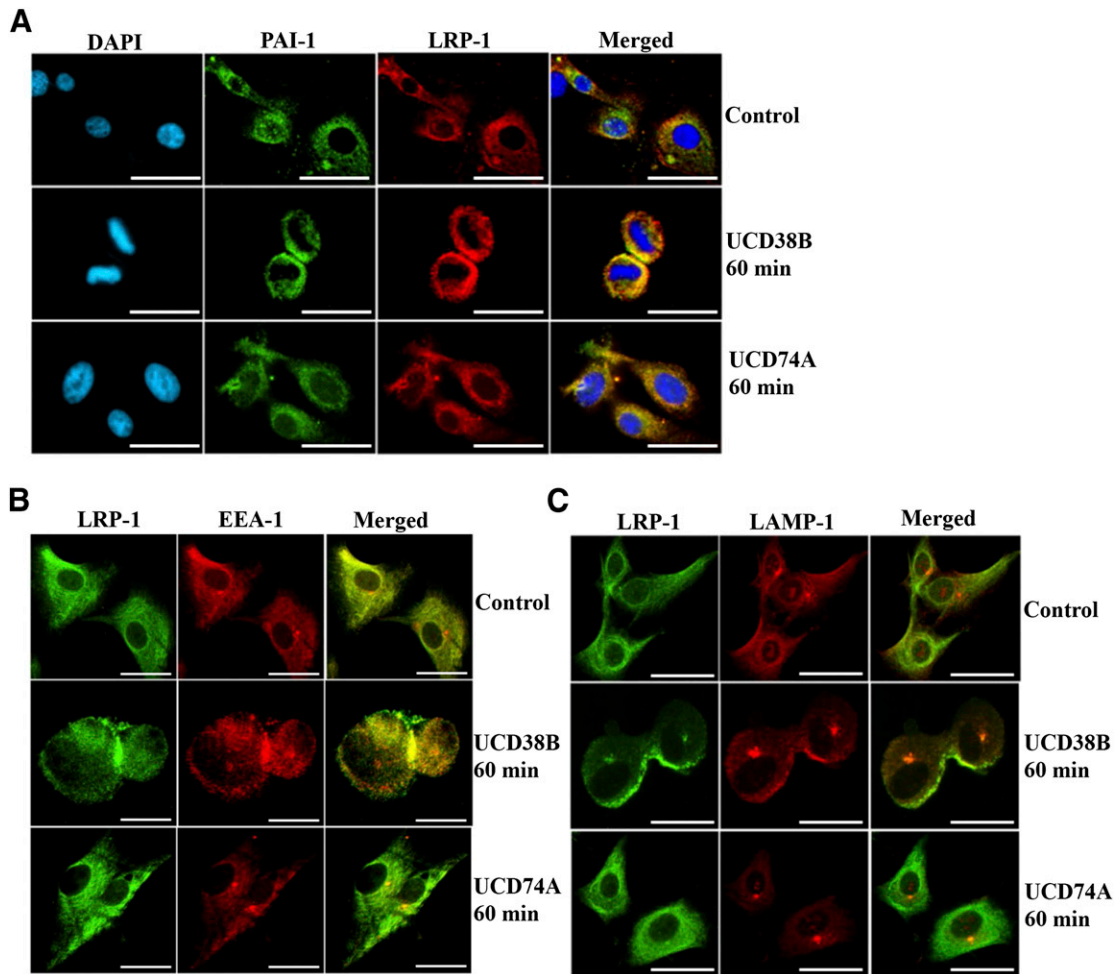 A
DAPI PAI-1 LRP-1 Merged
Control
UCD38B
60 min
UCD74A
60 min
B
LRP-1 EEA-1 Merged
Control
UCD38B
60 min
UCD74A
60 min
C
LRP-1 LAMP-1 Merged
Control
UCD38B
60 min
UCD74A
60 min